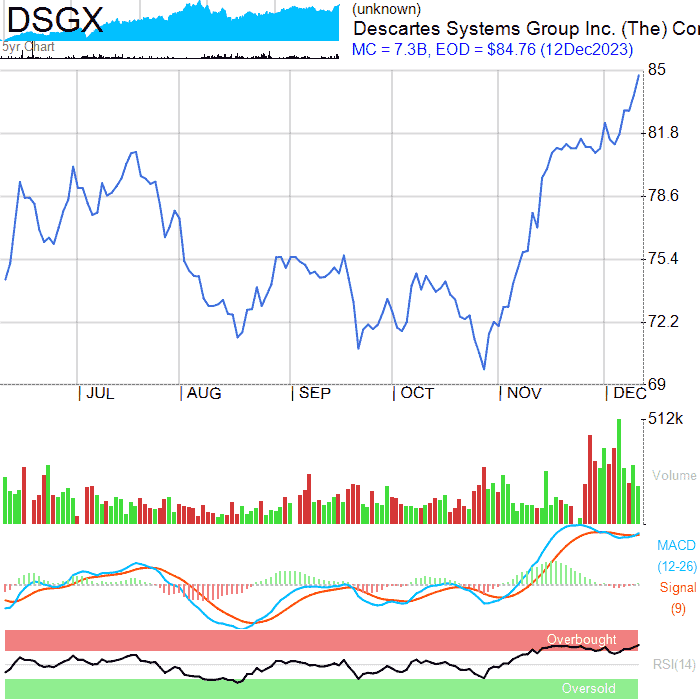 DSGX
(unknown)
Descartes Systems Group Inc. (The) Cor
MC = 7.3B, EOD = $84.76 (12Dec2023)
5yr Chart
85
81.8
78.6
75.4
72.2
69
| JUL | AUG | SEP | OCT | NOV | DEC
512k
Volume
MACD
(12-26)
Signal
(9)
Overbought
RSI(14)
Oversold